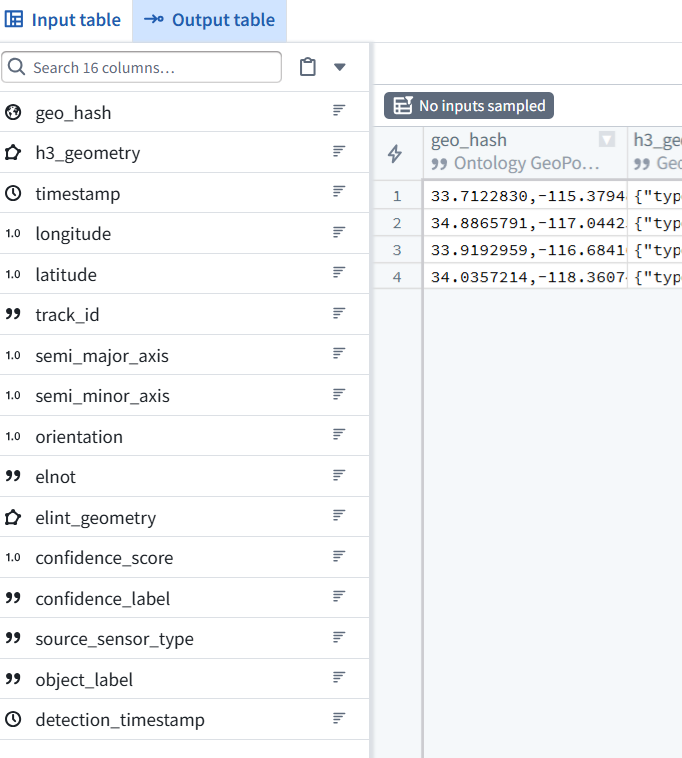 Input table
Output table
Search 16 columns...
geo_hash
h3_geometry
timestamp
1.0 longitude
1.0 latitude
track_id
1.0 semi_major_axis
1.0 semi_minor_axis
1.0 orientation
elnot
elint_geometry
1.0 confidence_score
confidence_label
source_sensor_type
object_label
detection_timestamp
No inputs sampled
geo_hash h3_ge
Ontology GeoPo... Geo
1 33.7122830,-115.3794 {"typ
2 34.8865791,-117.0442 {"typ
3 33.9192959,-116.6841 {"typ
4 34.0357214,-118.3607 {"typ